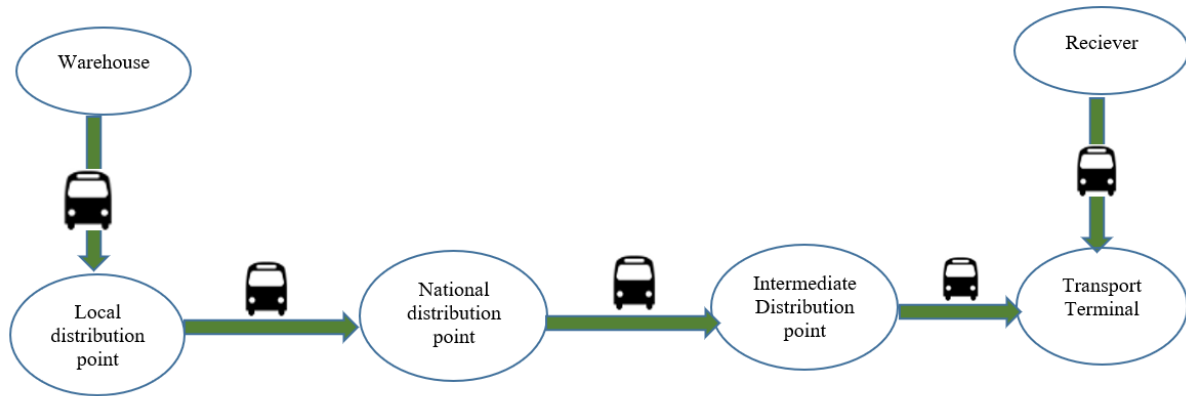 Warehouse
Reciever
Local
distribution
point
National
distribution
point
Intermediate
Distribution
point
Transport
Terminal